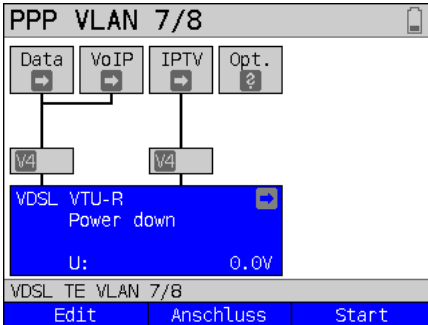 PPP VLAN 7/8
Data VoIP IPTV Opt.
?
V4 V4
VDSL VTU-R
Power down
U: 0.0V
VDSL TE VLAN 7/8
Edit Anschluss Start